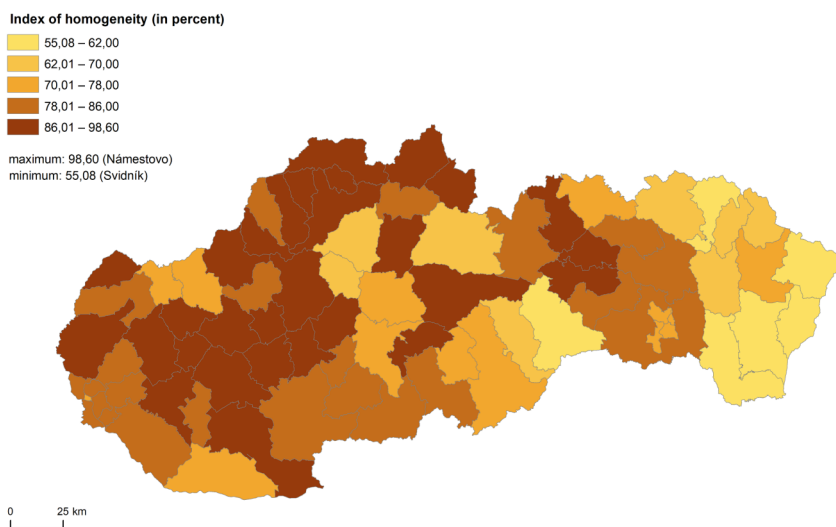 Index of homogeneity (in percent)
55,08 – 62,00
62,01 – 70,00
70,01 – 78,00
78,01 – 86,00
86,01 – 98,60
maximum: 98,60 (Námestovo)
minimum: 55,08 (Svidník)
0 25 km